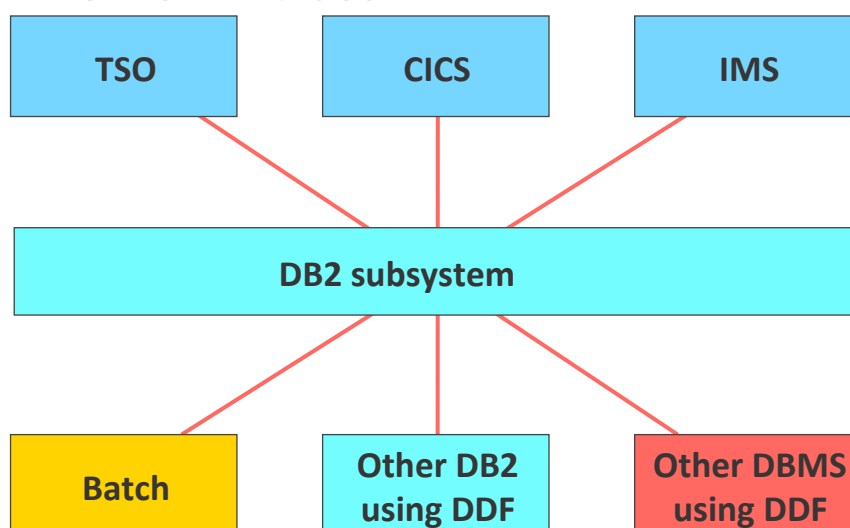 TSO
CICS
IMS
DB2 subsystem
Batch
Other DB2
using DDF
Other DBMS
using DDF